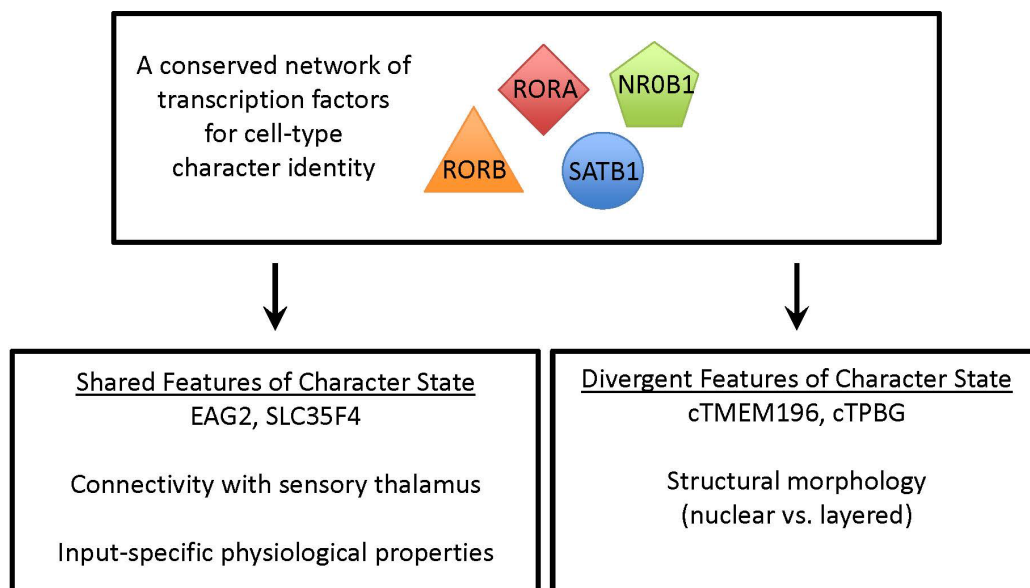 A conserved network of
transcription factors
for cell-type
character identity
RORA
NR0B1
RORB
SATB1
Shared Features of Character State
EAG2, SLC35F4
Connectivity with sensory thalamus
Input-specific physiological properties
Divergent Features of Character State
cTMEM196, cTPBG
Structural morphology
(nuclear vs. layered)